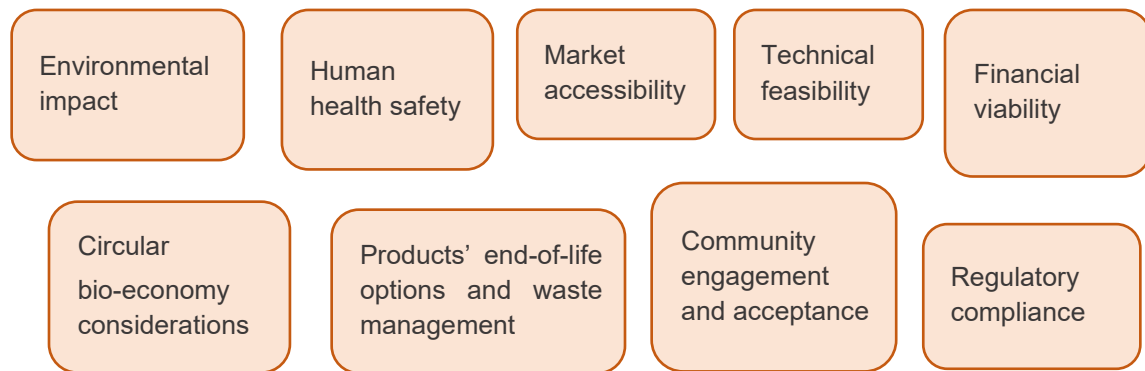 Environmental
impact
Human
health safety
Market
accessibility
Technical
feasibility
Financial
viability
Circular
bio-economy
considerations
Products’ end-of-life
options and waste
management
Community
engagement
and acceptance
Regulatory
compliance